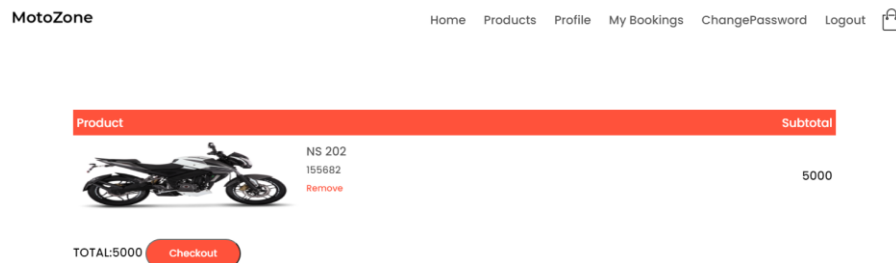 MotoZone Home Products Profile My Bookings ChangePassword Logout
Product Subtotal
NS 202
155682
Remove
5000
TOTAL:5000 Checkout